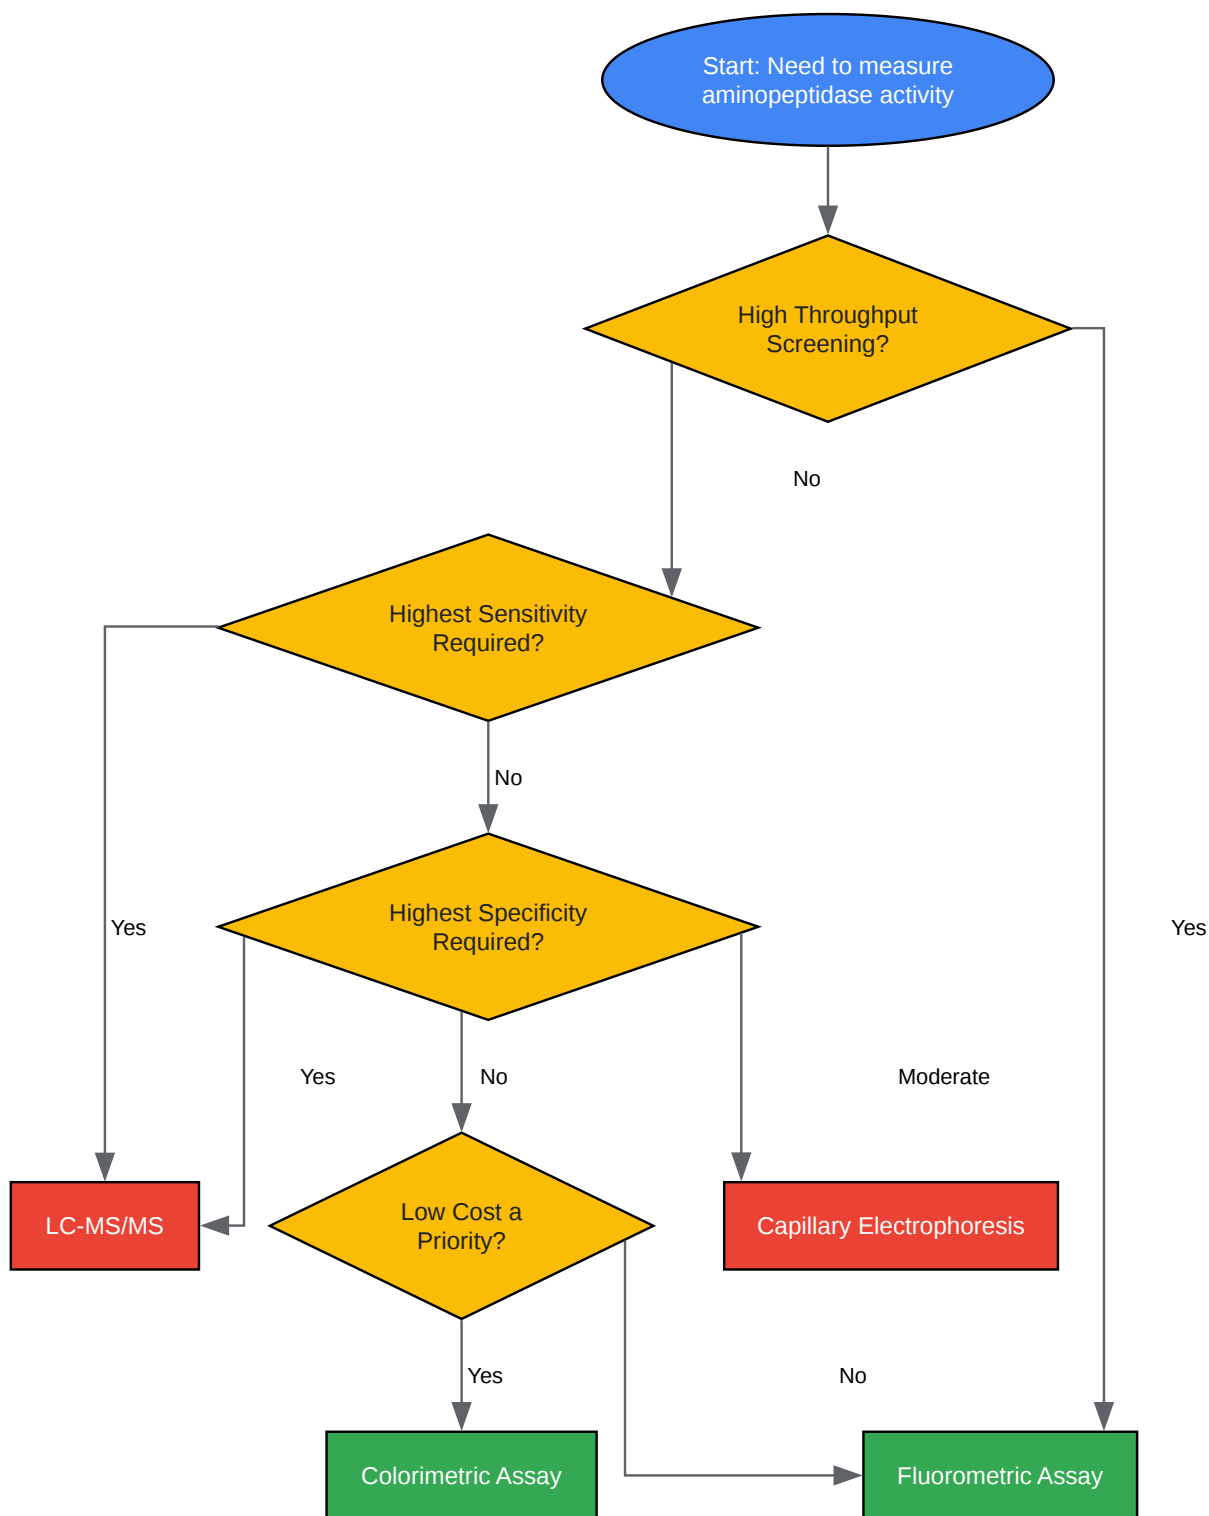 Start: Need to measure
aminopeptidase activity
High Throughput
Screening?
No
Highest Sensitivity
Required?
No
Highest Specificity
Required?
Yes
Yes
Yes
No
Moderate
LC-MS/MS
Low Cost a
Priority?
Capillary Electrophoresis
Yes
No
Colorimetric Assay
Fluorometric Assay